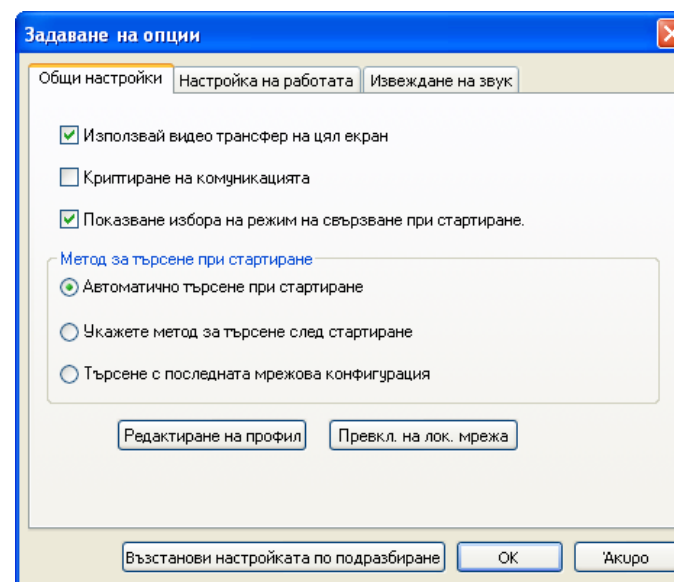 Задаване на опции
Общи настройки Настройка на работата Извеждане на звук
Използвай видео трансфер на цял екран
Криптиране на комуникацията
Показване избора на режим на свързване при стартиране.
Метод за търсене при стартиране
Автоматично търсене при стартиране
Укажете метод за търсене след стартиране
Търсене с последната мрежова конфигурация
Редактиране на профил Превкл. на лок. мрежа
Възстанови настройката по подразбиране OK 'Акиро